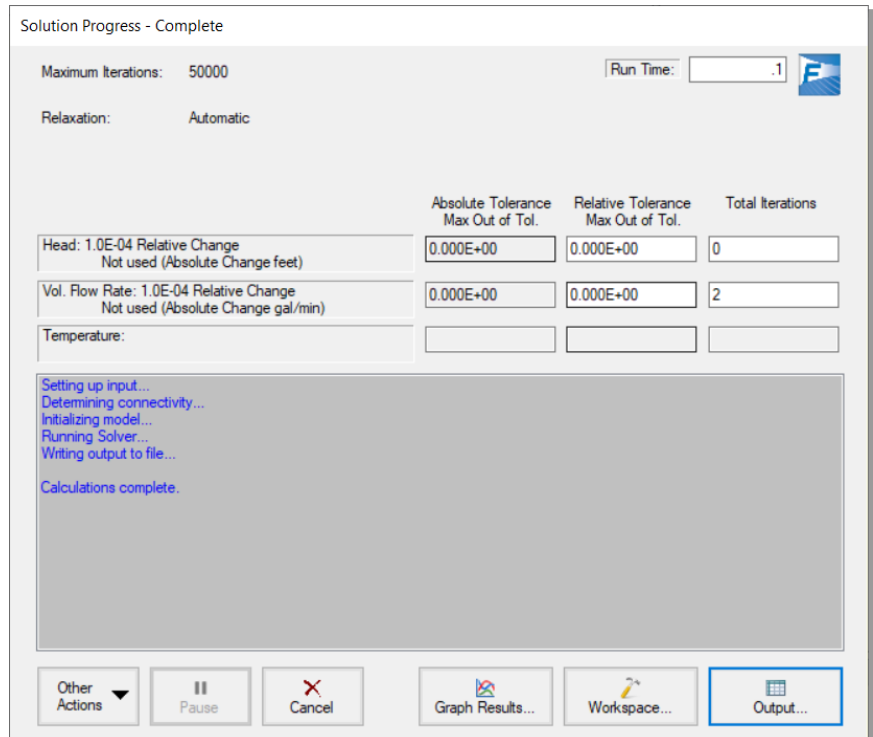 Solution Progress - Complete
Maximum Iterations: 50000
Run Time: .1
Relaxation: Automatic
Absolute Tolerance
Max Out of Tol.
Relative Tolerance
Max Out of Tol.
Total Iterations
Head: 1.0E-04 Relative Change
Not used (Absolute Change feet)
0.000E+00
0.000E+00
0
Vol. Flow Rate: 1.0E-04 Relative Change
Not used (Absolute Change gal/min)
0.000E+00
0.000E+00
2
Temperature:
Setting up input...
Determining connectivity...
Initializing model...
Running Solver...
Writing output to file...
Calculations complete.
Other
Actions
Pause
Cancel
Graph Results...
Workspace...
Output...